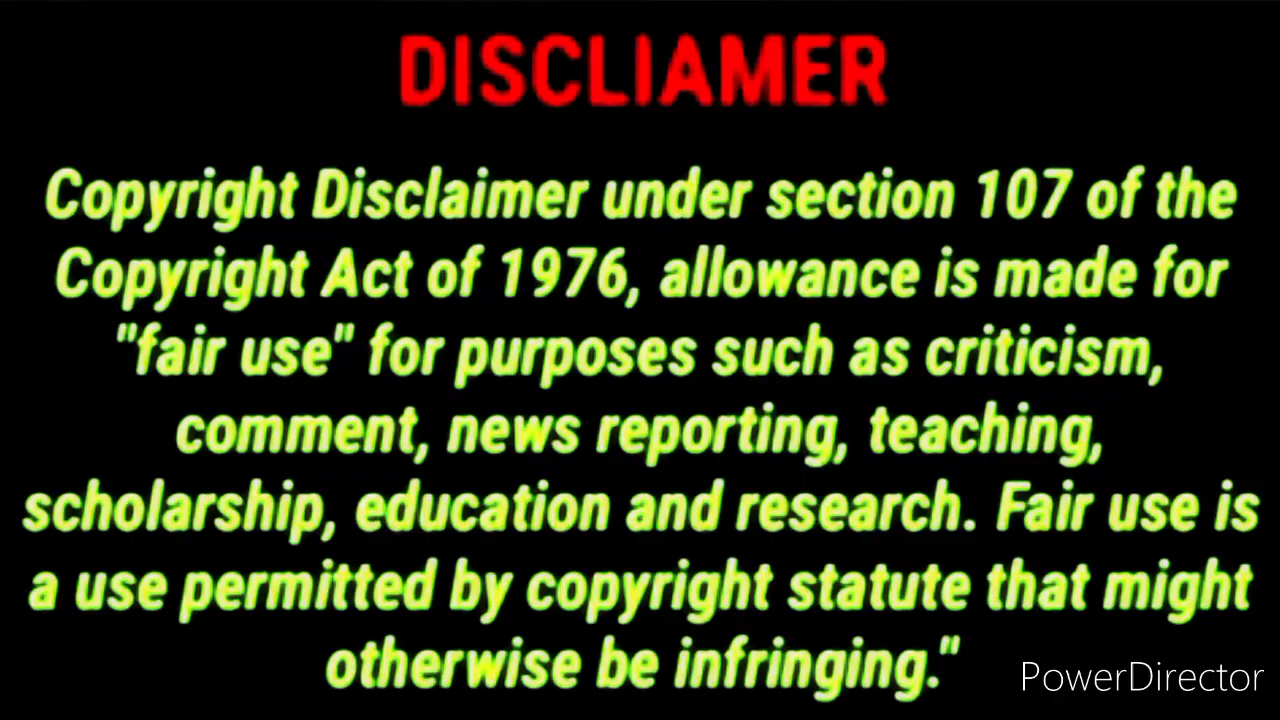 DISCLIAMER
Copyright Disclaimer under section 107 of the
Copyright Act of 1976, allowance is made for
"fair use" for purposes such as criticism,
comment, news reporting, teaching,
scholarship, education and research. Fair use is
a use permitted by copyright statute that might
otherwise be infringing."
PowerDirector